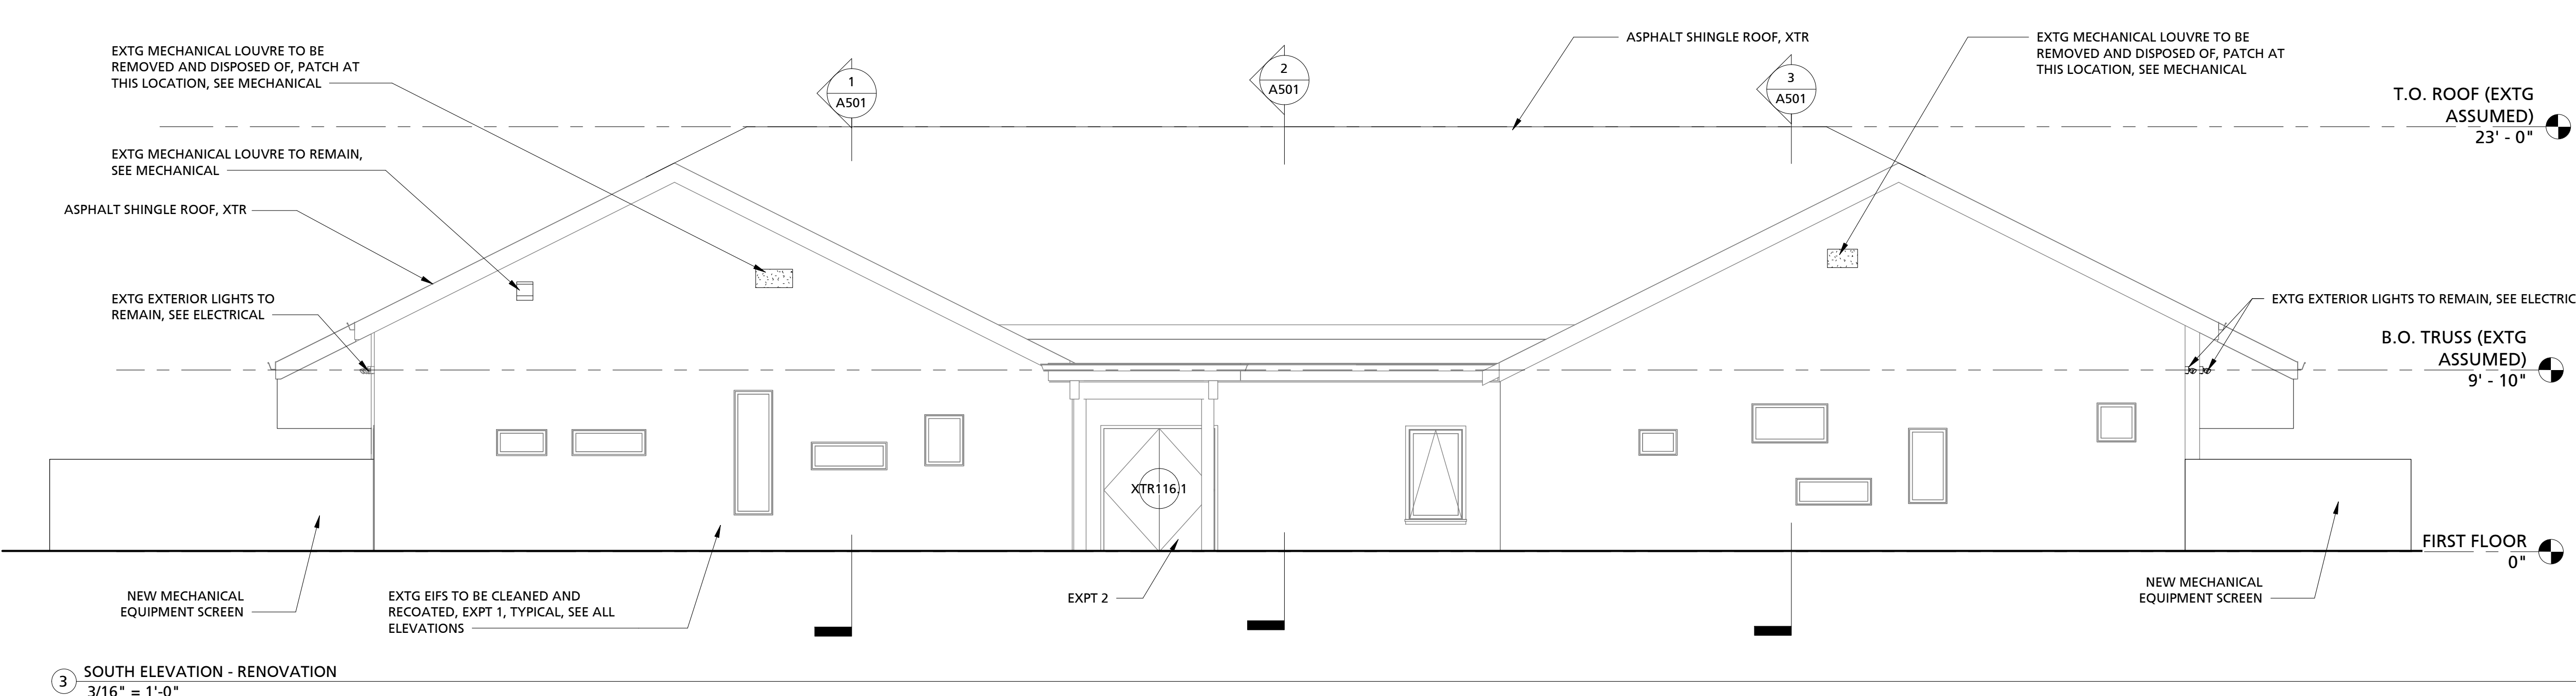 EXTG MECHANICAL LOUVRE TO BE
REMOVED AND DISPOSED OF, PATCH AT
THIS LOCATION, SEE MECHANICAL
1
A501
2
A501
ASPHALT SHINGLE ROOF, XTR
3
A501
EXTG MECHANICAL LOUVRE TO BE
REMOVED AND DISPOSED OF, PATCH AT
THIS LOCATION, SEE MECHANICAL
T.O. ROOF (EXTG
ASSUMED)
23' - 0"
EXTG MECHANICAL LOUVRE TO REMAIN,
SEE MECHANICAL
ASPHALT SHINGLE ROOF, XTR
EXTG EXTERIOR LIGHTS TO
REMAIN, SEE ELECTRICAL
EXTG EXTERIOR LIGHTS TO REMAIN, SEE ELECTRIC
B.O. TRUSS (EXTG
ASSUMED)
9' - 10"
XTR116.1
FIRST FLOOR
0"
NEW MECHANICAL
EQUIPMENT SCREEN
EXTG EIFS TO BE CLEANED AND
RECOATED, EXPT 1, TYPICAL, SEE ALL
ELEVATIONS
EXPT 2
NEW MECHANICAL
EQUIPMENT SCREEN
3
SOUTH ELEVATION - RENOVATION
3/16" = 1'-0"